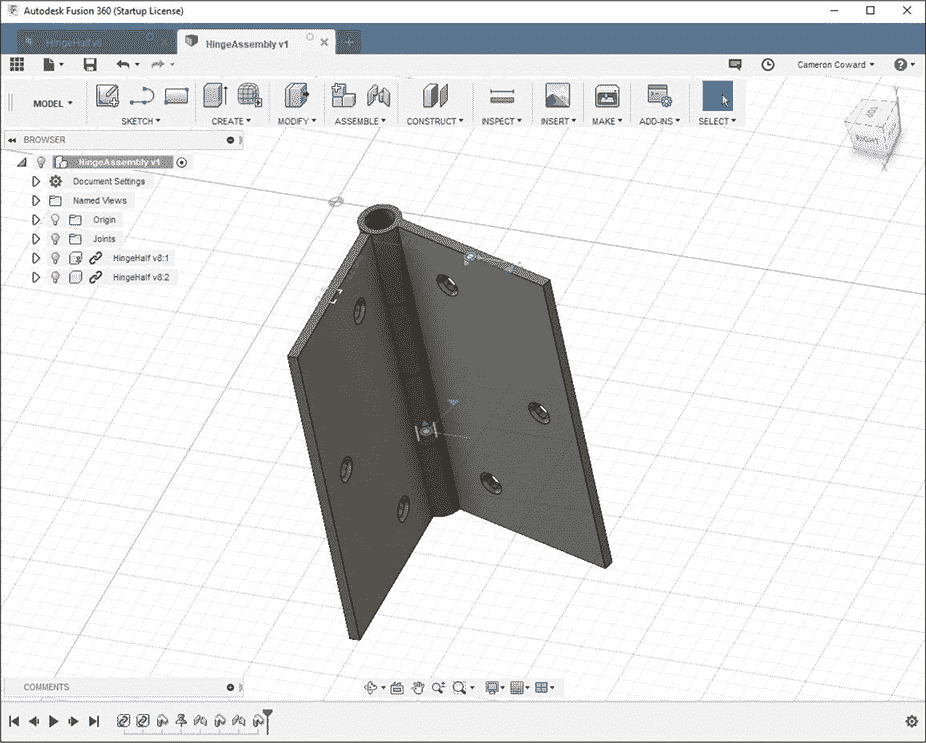 Autodesk Fusion 360 (Startup License)
HingeHalf v8
HingeAssembly v1
Cameron Coward
MODEL
SKETCH
CREATE
MODIFY
ASSEMBLE
CONSTRUCT
INSPECT
INSERT
MAKE
ADD-INS
SELECT
BROWSER
HingeAssembly v1
Document Settings
Named Views
Origin
Joints
HingeHalf v8:1
HingeHalf v8:2
RIGHT
COMMENTS